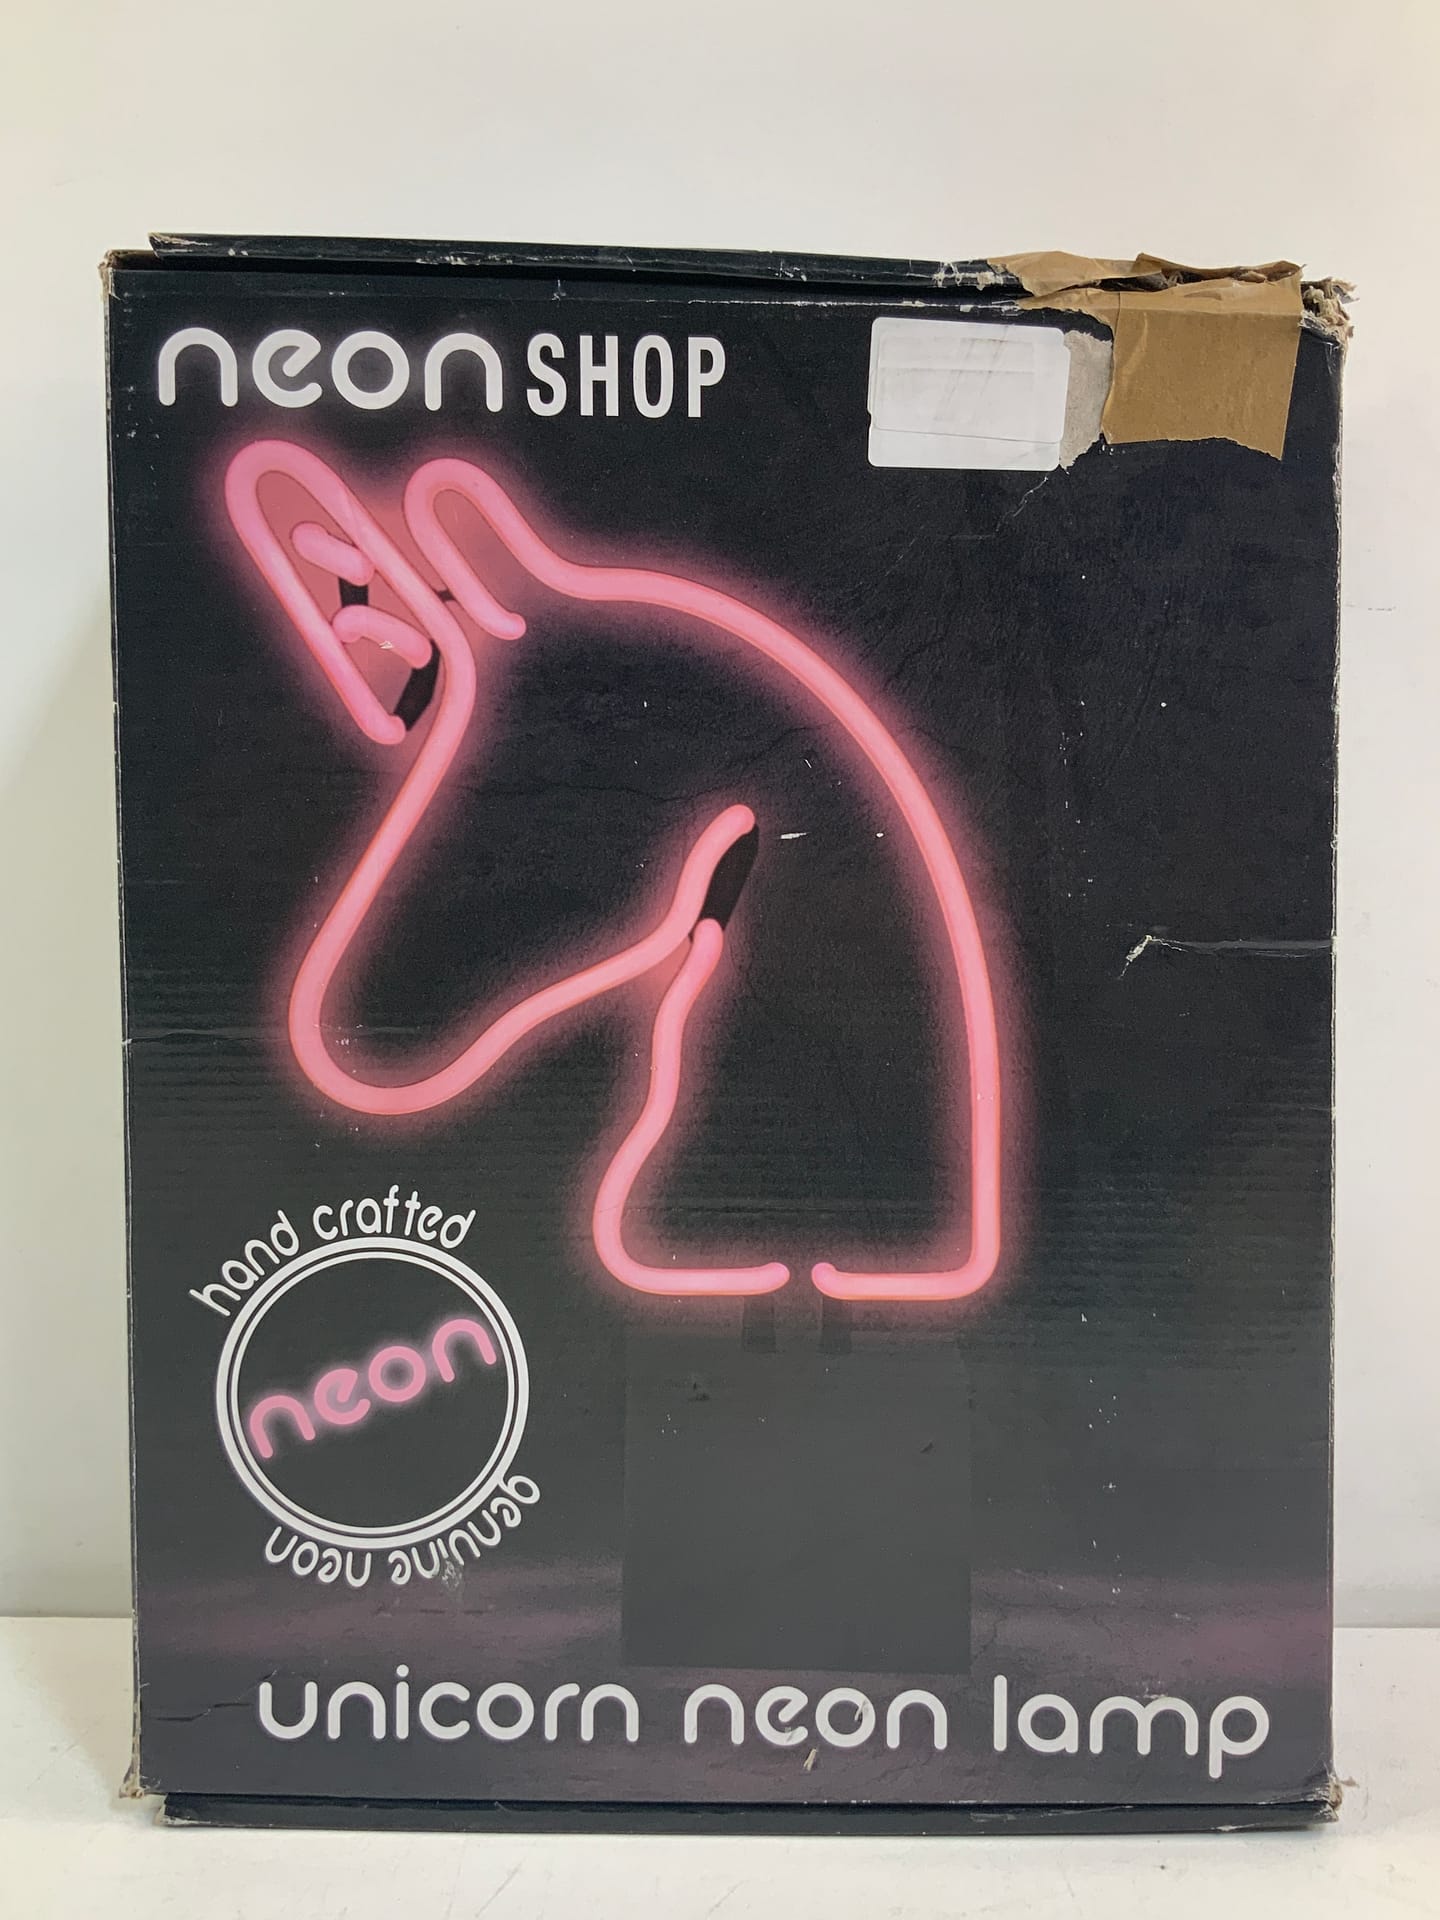 neon SHOP
hand crafted
neon
genuine neon
unicorn neon lamp